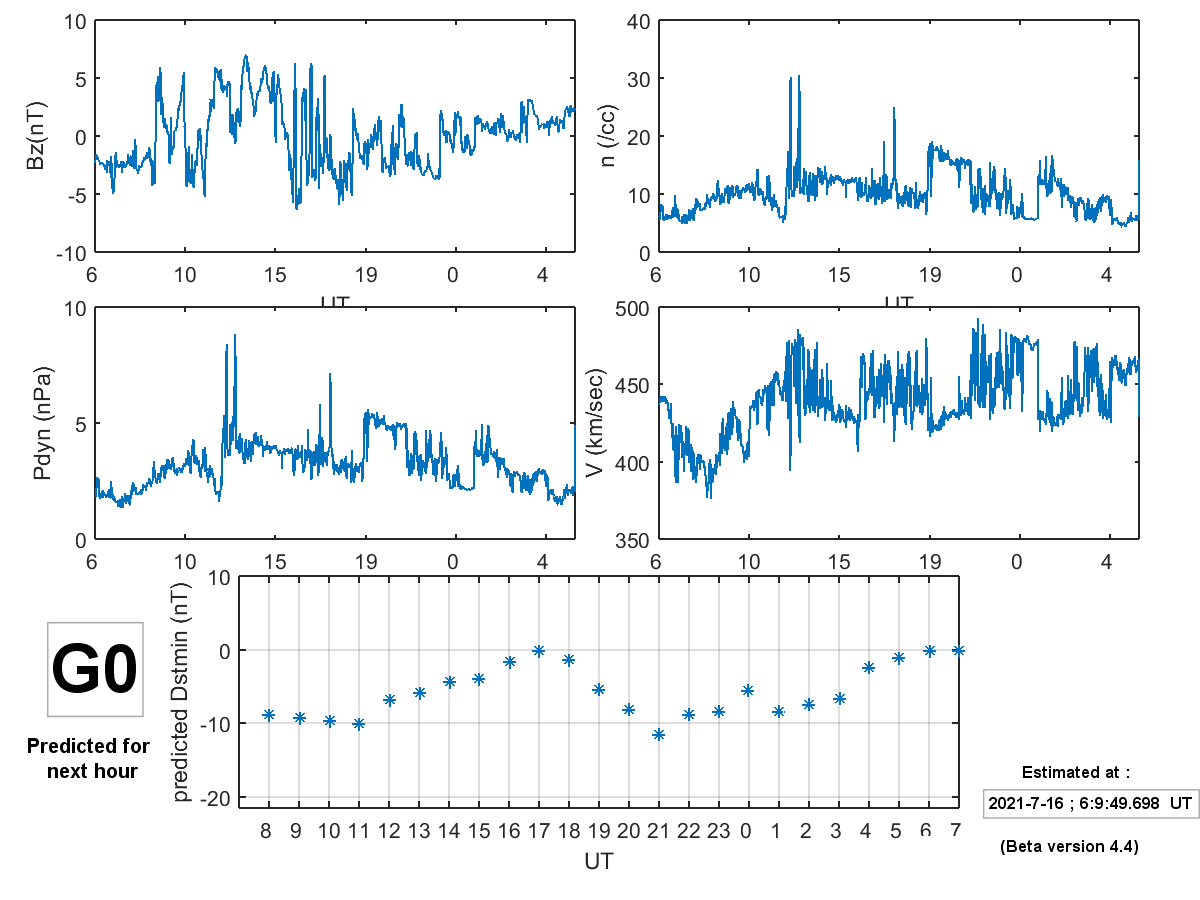 10
5
0
-5
-10
Bz(nT)
6 10 15 19 0 4
UT
40
30
20
10
0
n (/cc)
6 10 15 19 0 4
UT
10
5
0
Pdyn (nPa)
6 10 15 19 0 4
500
450
400
350
V (km/sec)
6 10 15 19 0 4
10
0
-10
-20
predicted Dstmin (nT)
8 9 10 11 12 13 14 15 16 17 18 19 20 21 22 23 0 1 2 3 4 5 6 7
UT
G0
Predicted for
next hour
Estimated at :
2021-7-16 ; 6:9:49.698 UT
(Beta version 4.4)